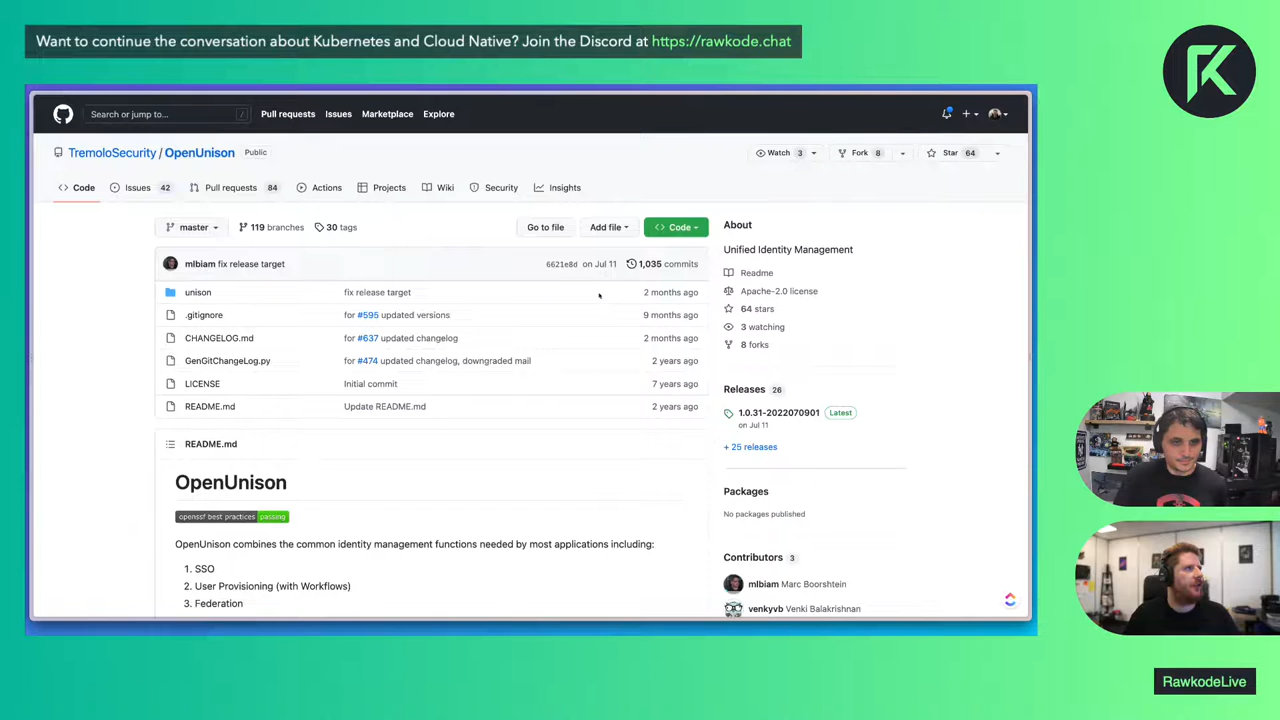 Want to continue the conversation about Kubernetes and Cloud Native? Join the Discord at https://rawkode.chat
Search or jump to... /
Pull requests Issues Marketplace Explore
TremoloSecurity / OpenUnison Public
Watch 3 Fork 8 Star 64
Code Issues 42 Pull requests 84 Actions Projects Wiki Security Insights
master 119 branches 30 tags Go to file Add file Code
mlbiam fix release target 6621e8d on Jul 11 1,035 commits
unison fix release target 2 months ago
.gitignore for #595 updated versions 9 months ago
CHANGELOG.md for #637 updated changelog 2 months ago
GenGitChangeLog.py for #474 updated changelog, downgraded mail 2 years ago
LICENSE Initial commit 7 years ago
README.md Update README.md 2 years ago
README.md
OpenUnison
openssf best practices passing
OpenUnison combines the common identity management functions needed by most applications including:
1. SSO
2. User Provisioning (with Workflows)
3. Federation
About
Unified Identity Management
Readme
Apache-2.0 license
64 stars
3 watching
8 forks
Releases 26
1.0.31-2022070901 Latest
on Jul 11
+ 25 releases
Packages
No packages published
Contributors 3
mlbiam Marc Boorshtein
venkyvb Venki Balakrishnan
RawkodeLive